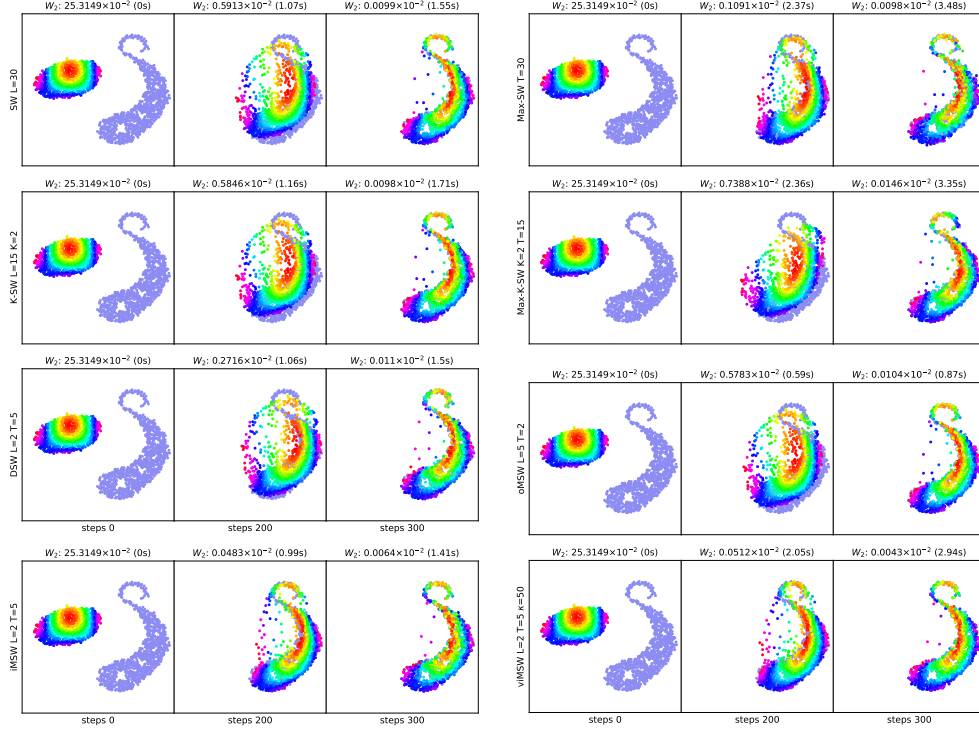 W₂: 25.3149×10⁻² (0s) W₂: 0.5913×10⁻² (1.07s) W₂: 0.0099×10⁻² (1.55s)
SW L=30
W₂: 25.3149×10⁻² (0s) W₂: 0.1091×10⁻² (2.37s) W₂: 0.0098×10⁻² (3.48s)
Max-SW T=30
W₂: 25.3149×10⁻² (0s) W₂: 0.5846×10⁻² (1.16s) W₂: 0.0098×10⁻² (1.71s)
K-SW L=15 K=2
W₂: 25.3149×10⁻² (0s) W₂: 0.7388×10⁻² (2.36s) W₂: 0.0146×10⁻² (3.35s)
Max-K-SW K=2 T=15
W₂: 25.3149×10⁻² (0s) W₂: 0.2716×10⁻² (1.06s) W₂: 0.011×10⁻² (1.5s)
DSW L=2 T=5
steps 0 steps 200 steps 300
W₂: 25.3149×10⁻² (0s) W₂: 0.5783×10⁻² (0.59s) W₂: 0.0104×10⁻² (0.87s)
oMSW L=5 T=2
W₂: 25.3149×10⁻² (0s) W₂: 0.0483×10⁻² (0.99s) W₂: 0.0064×10⁻² (1.41s)
iMSW L=2 T=5
steps 0 steps 200 steps 300
W₂: 25.3149×10⁻² (0s) W₂: 0.0512×10⁻² (2.05s) W₂: 0.0043×10⁻² (2.94s)
viMSW L=2 T=5 κ=50
steps 0 steps 200 steps 300